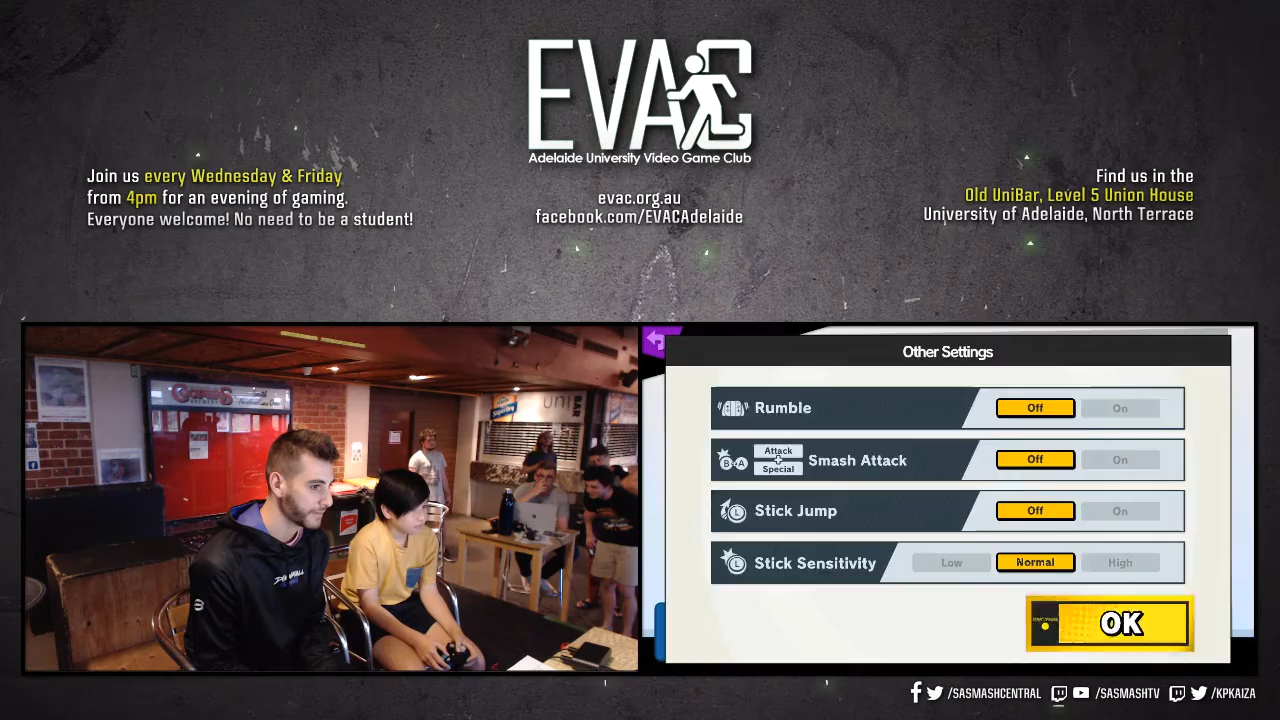 EVAC
Adelaide University Video Game Club
Join us every Wednesday & Friday
from 4pm for an evening of gaming.
Everyone welcome! No need to be a student!
evac.org.au
facebook.com/EVACAdelaide
Find us in the
Old UniBar, Level 5 Union House
University of Adelaide, North Terrace
UNI
BAR
Other Settings
Rumble
Off
On
B+A
Attack
+
Special
Smash Attack
Off
On
L
Stick Jump
Off
On
L
Stick Sensitivity
Low
Normal
High
OK
/SASMASHCENTRAL
/SASMASHTV
/KPKAIZA